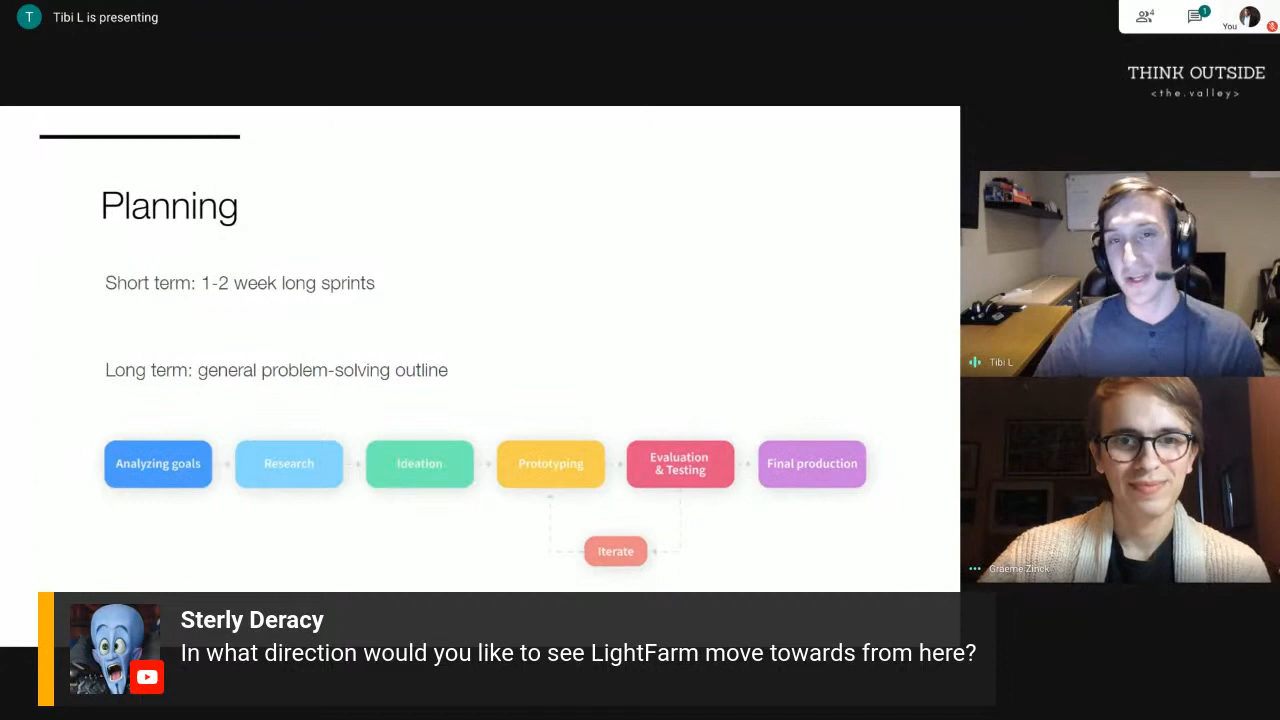 T Tibi L is presenting
4
1
You
THINK OUTSIDE
<the.valley>
Planning
Short term: 1-2 week long sprints
Long term: general problem-solving outline
Analyzing goals
Research
Ideation
Prototyping
Evaluation
& Testing
Final production
Iterate
Tibi L
Graeme Zinck
Sterly Deracy
In what direction would you like to see LightFarm move towards from here?